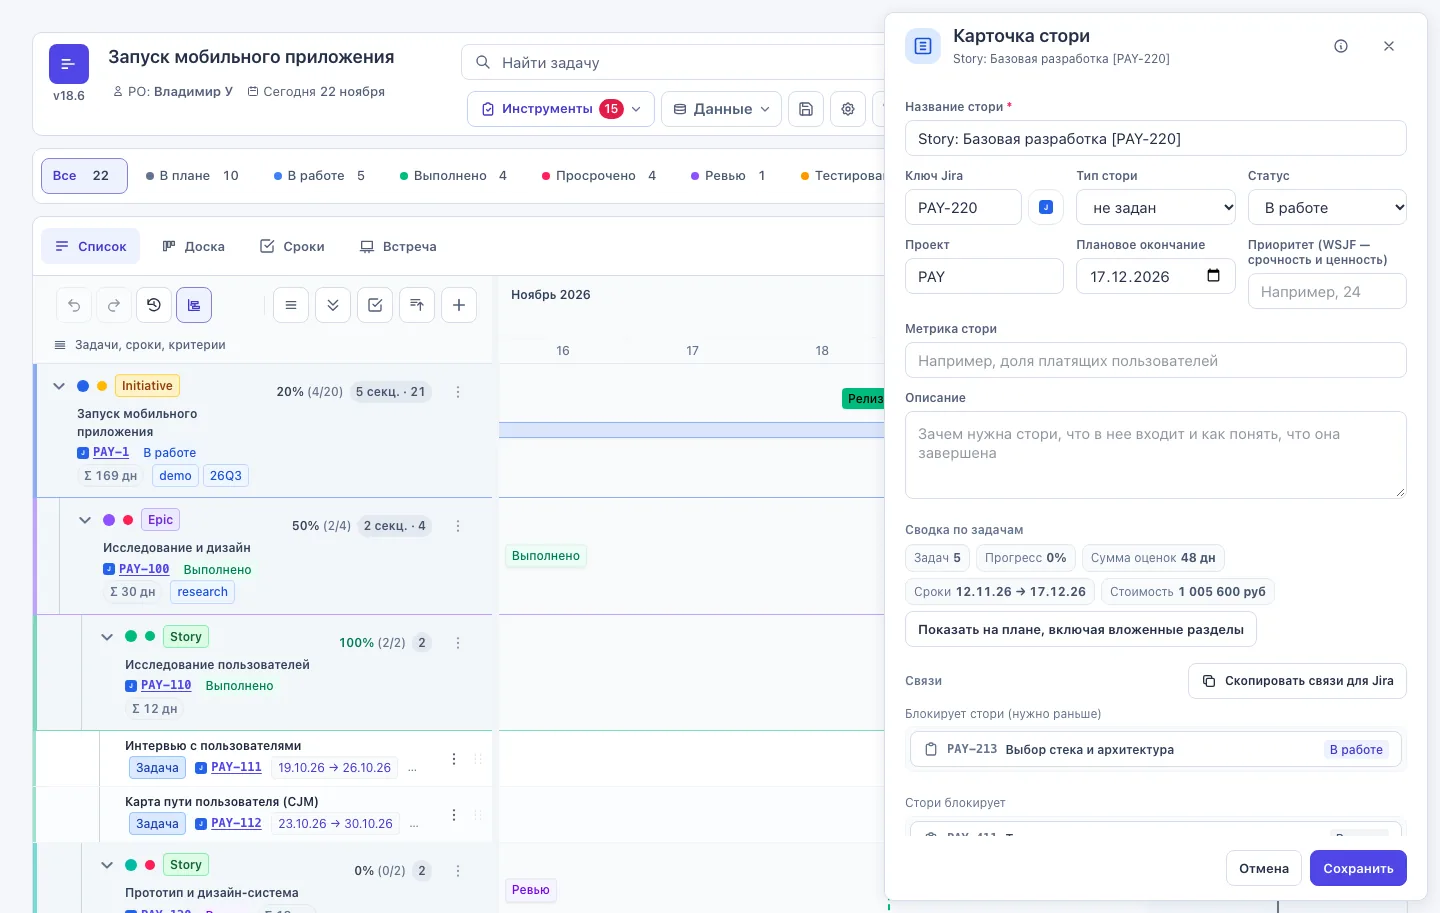 Запуск мобильного приложения
v18.6
PO: Владимир У
Сегодня 22 ноября
Найти задачу
Инструменты 15
Данные
Все 22
В плане 10
В работе 5
Выполнено 4
Просрочено 4
Ревью 1
Список
Доска
Сроки
Встреча
Задачи, сроки, критерии
Ноябрь 2026
16 17 18
Initiative
20% (4/20) 5 секц. · 21
Запуск мобильного
приложения
PAY-1 В работе
Σ 169 дн demo 26Q3
Релиз
Epic
50% (2/4) 2 секц. · 4
Исследование и дизайн
PAY-100 Выполнено
Σ 30 дн research
Выполнено
Story
100% (2/2) 2
Исследование пользователей
PAY-110 Выполнено
Σ 12 дн
Интервью с пользователями
Задача PAY-111 19.10.26 → 26.10.26 ...
Карта пути пользователя (CJM)
Задача PAY-112 23.10.26 → 30.10.26 ...
Story
0% (0/2) 2
Прототип и дизайн-система
Ревью
Карточка стори
Story: Базовая разработка [PAY-220]
Название стори *
Story: Базовая разработка [PAY-220]
Ключ Jira Тип стори Статус
PAY-220 не задан В работе
Проект Плановое окончание Приоритет (WSJF —
срочность и ценность)
PAY 17.12.2026 Например, 24
Метрика стори
Например, доля платящих пользователей
Описание
Зачем нужна стори, что в нее входит и как понять, что она
завершена
Сводка по задачам
Задач 5 Прогресс 0% Сумма оценок 48 дн
Сроки 12.11.26 → 17.12.26 Стоимость 1 005 600 руб
Показать на плане, включая вложенные разделы
Связи
Скопировать связи для Jira
Блокирует стори (нужно раньше)
PAY-213 Выбор стека и архитектура В работе
Стори блокирует
Отмена
Сохранить